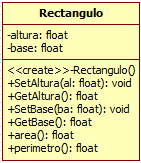 Rectangulo
-altura: float
-base: float
<<create>>-Rectangulo()
+SetAltura(al: float): void
+GetAltura(): float
+SetBase(ba: float): void
+GetBase(): float
+area(): float
+perimetro(): float